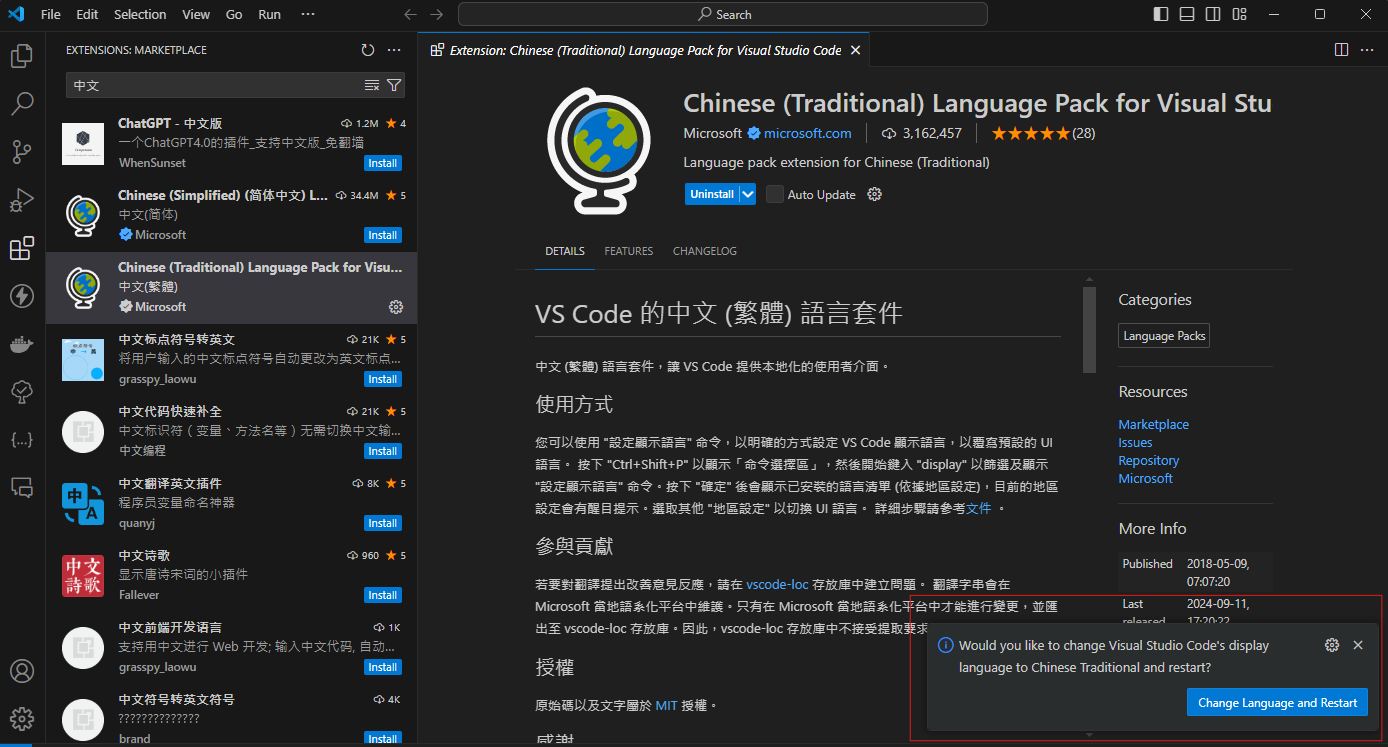 File Edit Selection View Go Run ···
Search
EXTENSIONS: MARKETPLACE
中文
ChatGPT - 中文版 1.2M ★ 4
一个ChatGPT4.0的插件_支持中文版_免翻墙
WhenSunset Install
Chinese (Simplified) (简体中文) L... 34.4M ★ 5
中文(简体)
Microsoft Install
Chinese (Traditional) Language Pack for Visu...
中文(繁體)
Microsoft
中文标点符号转英文 21K ★ 5
将用户输入的中文标点符号自动更改为英文标点...
grasspy_laowu Install
中文代码快速补全 21K ★ 5
中文标识符（变量、方法名等）无需切换中文输...
中文编程 Install
中文翻译英文插件 8K ★ 5
程序员变量命名神器
quanyj Install
中文诗歌 960 ★ 5
显示唐诗宋词的小插件
Fallever Install
中文前端开发语言 1K
支持用中文进行 Web 开发; 输入中文代码, 自动...
grasspy_laowu Install
中文符号转英文符号 4K
??????????????
brand Install
中 A
中文
詩歌
Extension: Chinese (Traditional) Language Pack for Visual Studio Code
Chinese (Traditional) Language Pack for Visual Stu
Microsoft microsoft.com 3,162,457 ★★★★★(28)
Language pack extension for Chinese (Traditional)
Uninstall Auto Update
DETAILS FEATURES CHANGELOG
VS Code 的中文 (繁體) 語言套件
中文 (繁體) 語言套件，讓 VS Code 提供本地化的使用者介面。
使用方式
您可以使用 "設定顯示語言" 命令，以明確的方式設定 VS Code 顯示語言，以覆寫預設的 UI
語言。 按下 "Ctrl+Shift+P" 以顯示「命令選擇區」，然後開始鍵入 "display" 以篩選及顯示
"設定顯示語言" 命令。按下 "確定" 後會顯示已安裝的語言清單 (依據地區設定)，目前的地區
設定會有醒目提示。選取其他 "地區設定" 以切換 UI 語言。 詳細步驟請參考文件 。
參與貢獻
若要對翻譯提出改善意見反應，請在 vscode-loc 存放庫中建立問題。 翻譯字串會在
Microsoft 當地語系化平台中維護。只有在 Microsoft 當地語系化平台中才能進行變更，並匯
出至 vscode-loc 存放庫。因此，vscode-loc 存放庫中不接受提取要求
授權
原始碼以及文字屬於 MIT 授權。
感謝
Categories
Language Packs
Resources
Marketplace
Issues
Repository
Microsoft
More Info
Published 2018-05-09,
07:07:20
Last 2024-09-11,
released 17:20:22
Would you like to change Visual Studio Code's display
language to Chinese Traditional and restart?
Change Language and Restart